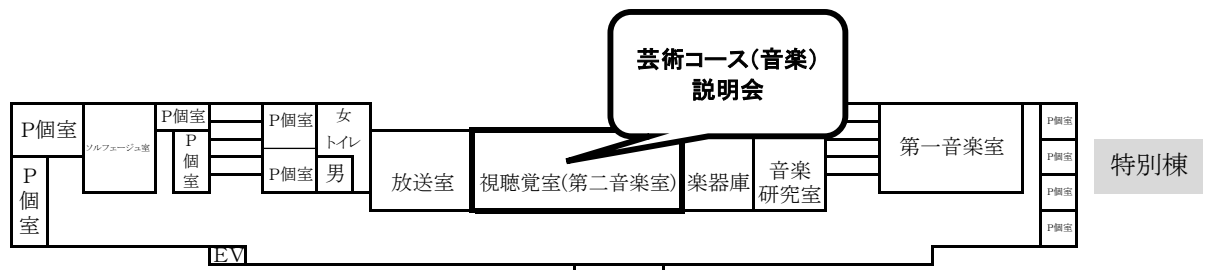 芸術コース(音楽)
説明会
P個室
ソルフェージュ室
P個室
P個室
女
トイレ
第一音楽室
P個室
P個室
P
個
室
P個室
男
放送室
視聴覚室(第二音楽室)
楽器庫
音楽
研究室
P個室
特別棟
P
個
室
P個室
P個室
EV